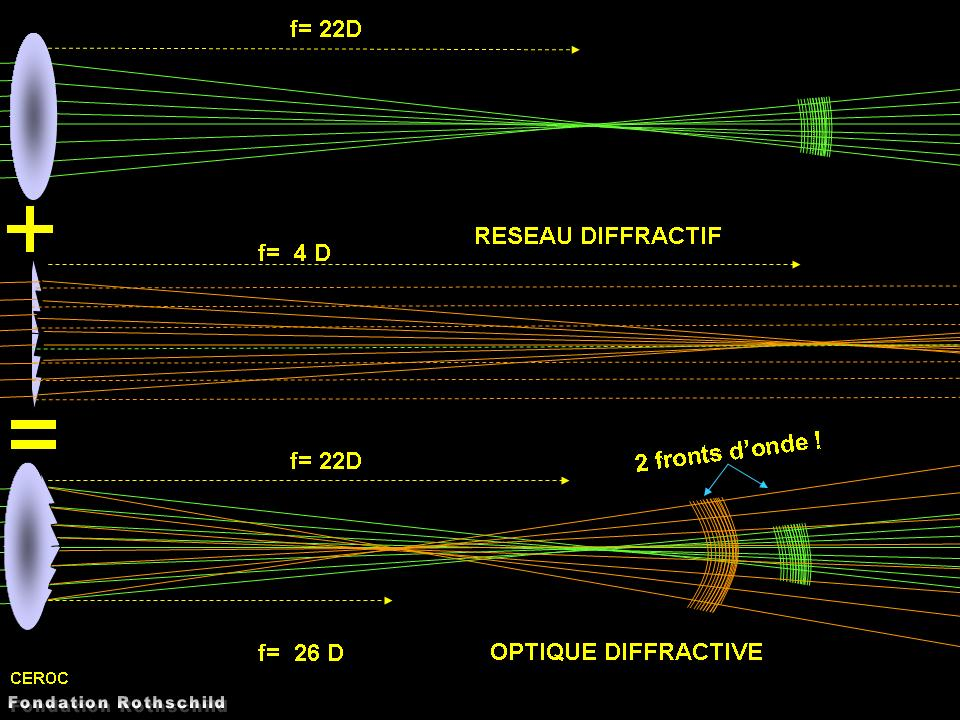 f= 22D
RESEAU DIFFRACTIF
f=  4 D
2 fronts d’onde !
f= 22D
f=  26 D
OPTIQUE DIFFRACTIVE
CEROC
Fondation Rothschild